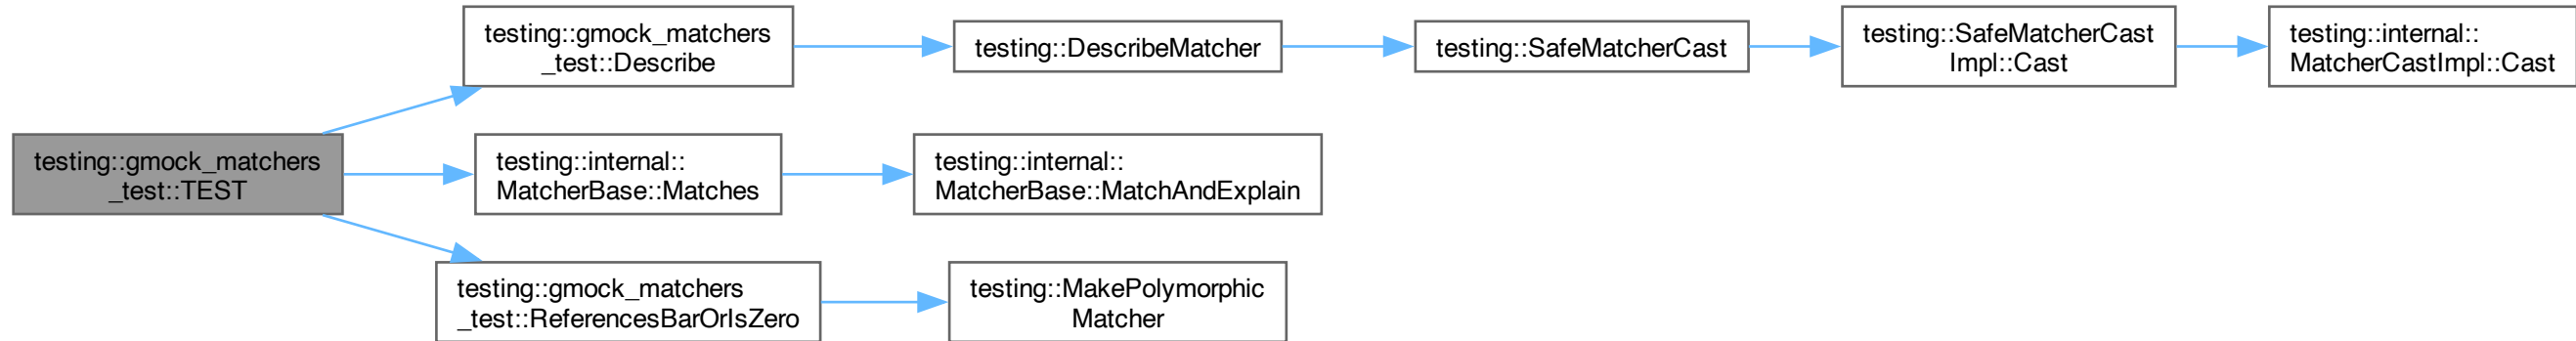 testing::gmock_matchers
_test::Describe
testing::DescribeMatcher
testing::SafeMatcherCast
testing::SafeMatcherCast
Impl::Cast
testing::internal::
MatcherCastImpl::Cast
testing::gmock_matchers
_test::TEST
testing::internal::
MatcherBase::Matches
testing::internal::
MatcherBase::MatchAndExplain
testing::gmock_matchers
_test::ReferencesBarOrIsZero
testing::MakePolymorphic
Matcher